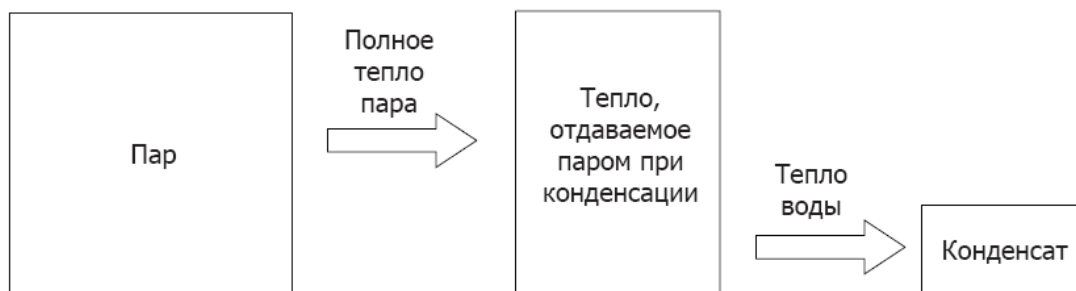 Пар
Полное
тепло
пара
Тепло,
отдаваемое
паром при
конденсации
Тепло
воды
Конденсат